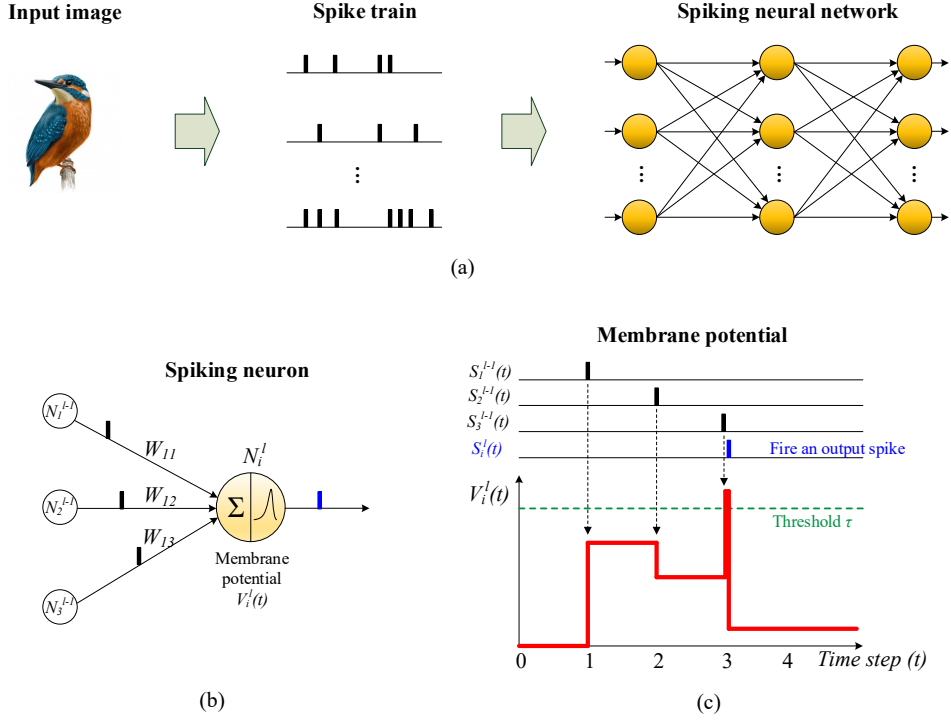 Input image
Spike train
Spiking neural network
⋮
⋮
⋮
⋮
(a)
Spiking neuron
N₁ˡ⁻¹
W₁₁
N₂ˡ⁻¹
W₁₂
N₃ˡ⁻¹
W₁₃
Nᵢˡ
Σ
Membrane
potential
Vᵢˡ(t)
(b)
Membrane potential
S₁ˡ⁻¹(t)
S₂ˡ⁻¹(t)
S₃ˡ⁻¹(t)
Sᵢˡ(t)
Fire an output spike
Vᵢˡ(t)
Threshold τ
0 1 2 3 4 Time step (t)
(c)